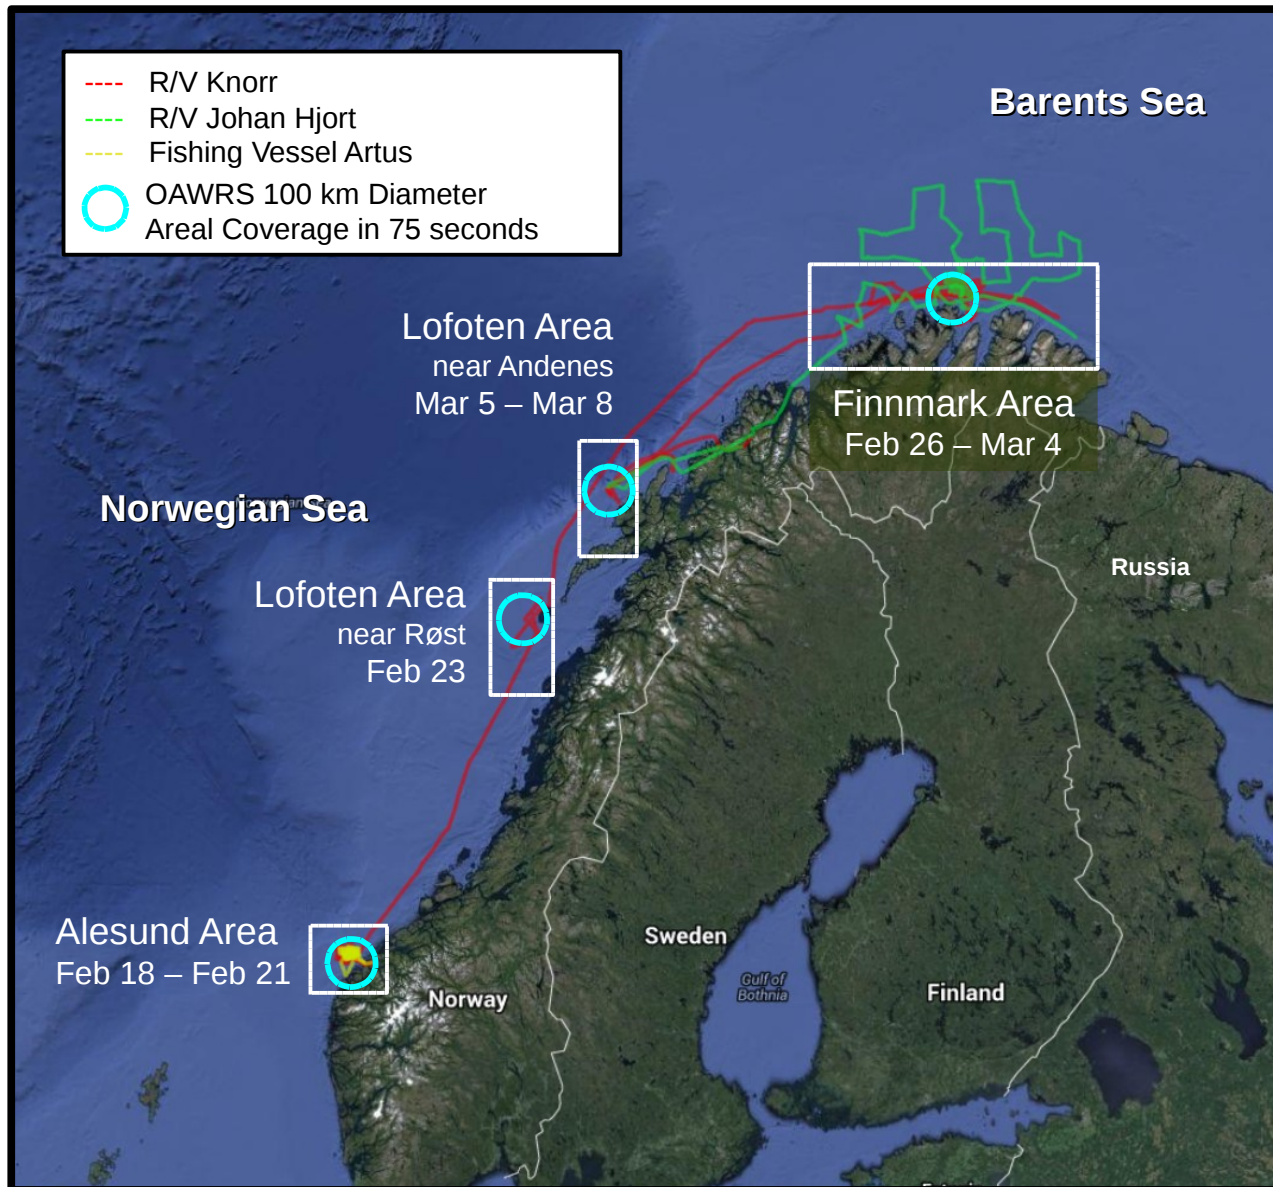 R/V Knorr
R/V Johan Hjort
Fishing Vessel Artus
OAWRS 100 km Diameter
Areal Coverage in 75 seconds
Barents Sea
Lofoten Area
near Andenes
Mar 5 – Mar 8
Finnmark Area
Feb 26 – Mar 4
Norwegian Sea
Russia
Lofoten Area
near Røst
Feb 23
Alesund Area
Feb 18 – Feb 21
Sweden
Norway
Gulf of
Bothnia
Finland